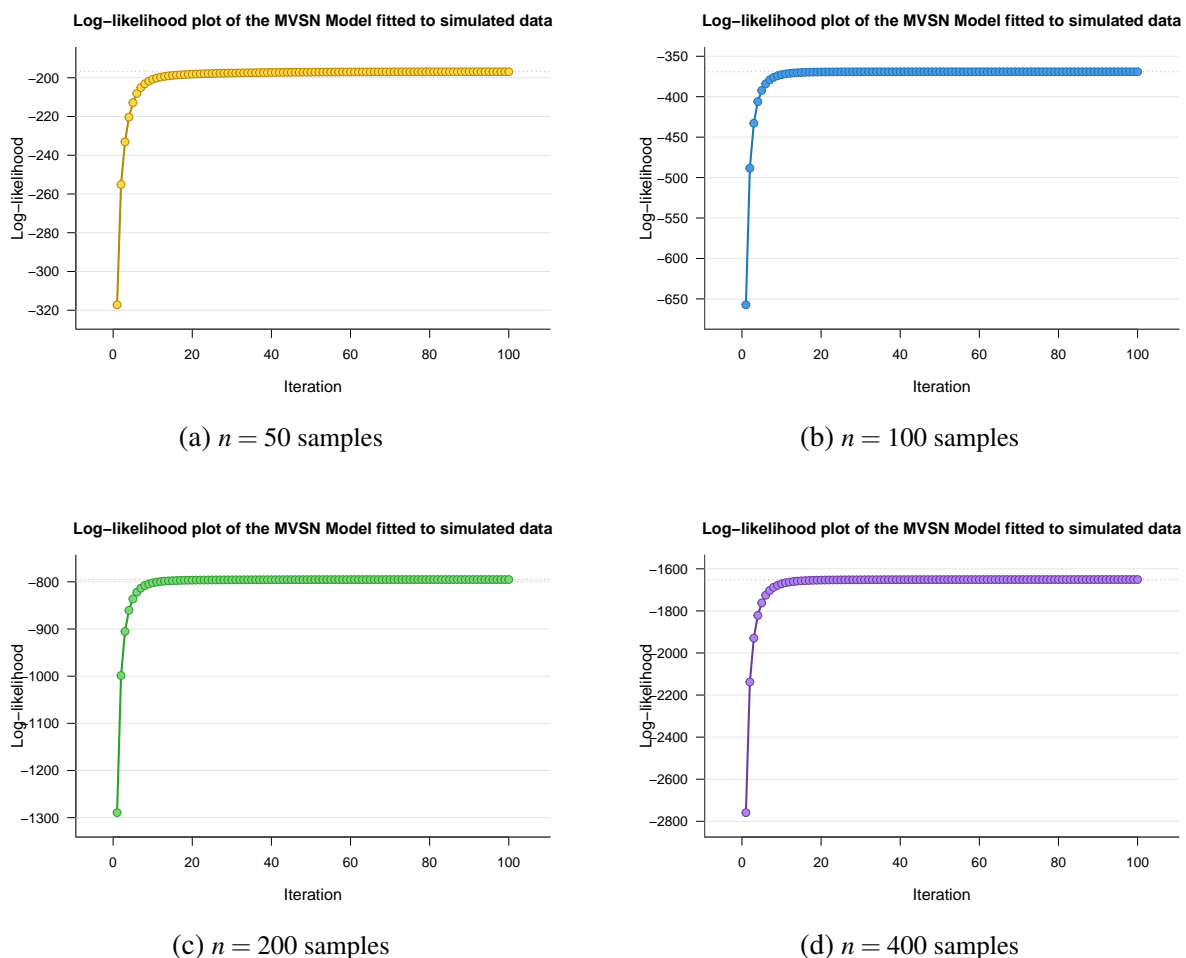 Log−likelihood plot of the MVSN Model fitted to simulated data
Log−likelihood
−200
−220
−240
−260
−280
−300
−320
0 20 40 60 80 100
Iteration
(a) n = 50 samples
Log−likelihood plot of the MVSN Model fitted to simulated data
Log−likelihood
−350
−400
−450
−500
−550
−600
−650
0 20 40 60 80 100
Iteration
(b) n = 100 samples
Log−likelihood plot of the MVSN Model fitted to simulated data
Log−likelihood
−800
−900
−1000
−1100
−1200
−1300
0 20 40 60 80 100
Iteration
(c) n = 200 samples
Log−likelihood plot of the MVSN Model fitted to simulated data
Log−likelihood
−1600
−1800
−2000
−2200
−2400
−2600
−2800
0 20 40 60 80 100
Iteration
(d) n = 400 samples